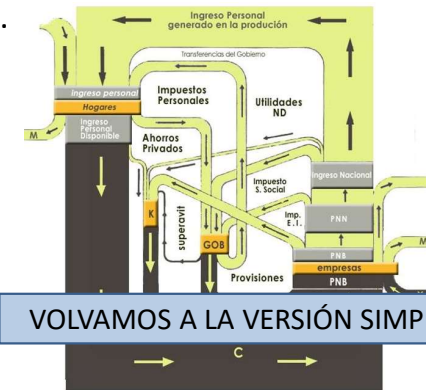 .
Ingreso Personal
generado en la produción
Transferencias del Gobierno
Ingreso personal
Hogares
Ingreso
Personal
Disponible
Impuestos
Personales
Utilidades
ND
Ahorros
Privados
Impuesto
S. Social
Ingreso Nacional
M
K
superavit
GOB
Imp.
E.I.
PNN
PNB
empresas
PNB
Provisiones
M
VOLVAMOS A LA VERSIÓN SIMP
C